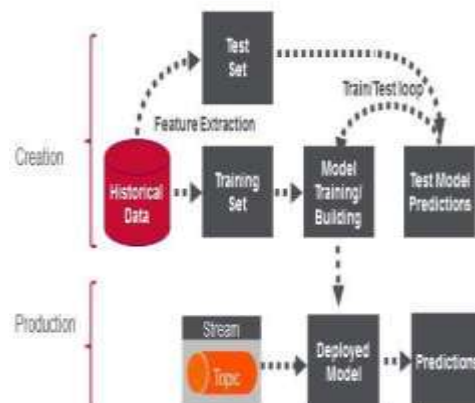 Test
Set
Train/Test loop
Feature Extraction
Creation
Historical
Data
Training
Set
Model
Training/
Building
Test Model
Predictions
Production
Stream
Topic
Deployed
Model
Predictions